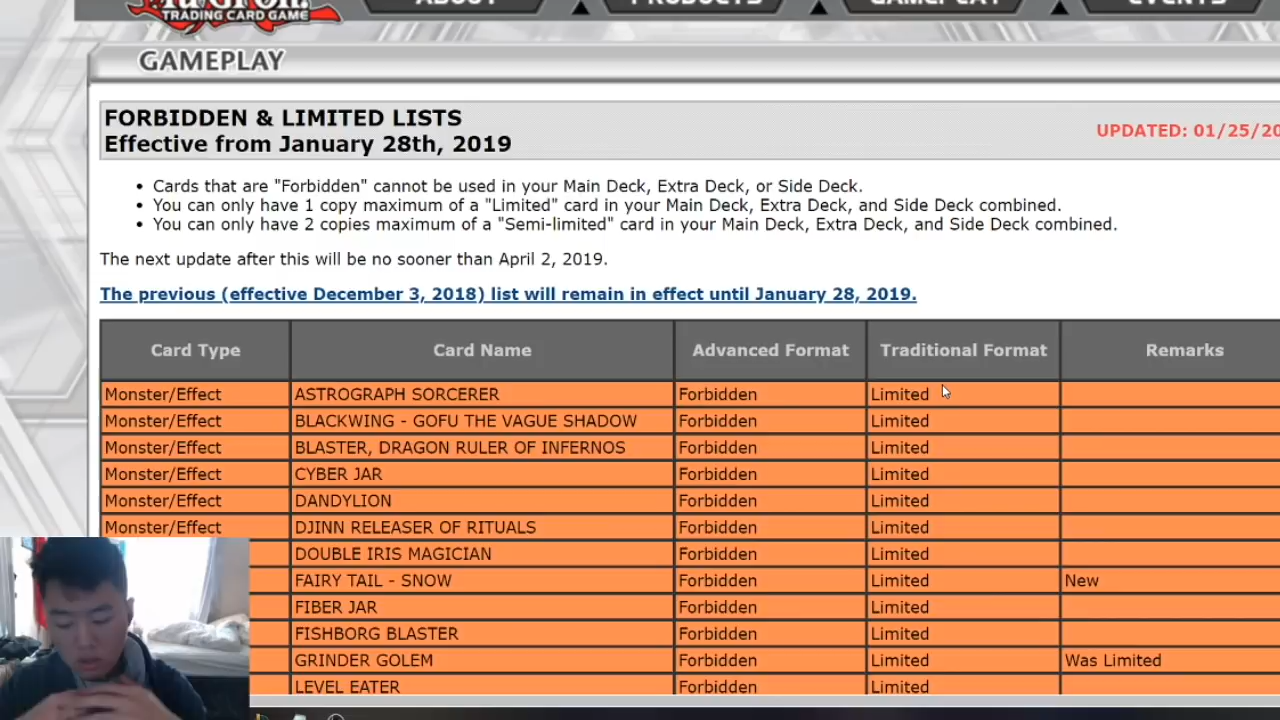 TRADING CARD GAME
ABOUT PRODUCTS GAMEPLAY EVENTS
GAMEPLAY
FORBIDDEN & LIMITED LISTS
Effective from January 28th, 2019
UPDATED: 01/25/20
• Cards that are "Forbidden" cannot be used in your Main Deck, Extra Deck, or Side Deck.
• You can only have 1 copy maximum of a "Limited" card in your Main Deck, Extra Deck, and Side Deck combined.
• You can only have 2 copies maximum of a "Semi-limited" card in your Main Deck, Extra Deck, and Side Deck combined.
The next update after this will be no sooner than April 2, 2019.
The previous (effective December 3, 2018) list will remain in effect until January 28, 2019.
Card Type Card Name Advanced Format Traditional Format Remarks
Monster/Effect ASTROGRAPH SORCERER Forbidden Limited
Monster/Effect BLACKWING - GOFU THE VAGUE SHADOW Forbidden Limited
Monster/Effect BLASTER, DRAGON RULER OF INFERNOS Forbidden Limited
Monster/Effect CYBER JAR Forbidden Limited
Monster/Effect DANDYLION Forbidden Limited
Monster/Effect DJINN RELEASER OF RITUALS Forbidden Limited
DOUBLE IRIS MAGICIAN Forbidden Limited
FAIRY TAIL - SNOW Forbidden Limited New
FIBER JAR Forbidden Limited
FISHBORG BLASTER Forbidden Limited
GRINDER GOLEM Forbidden Limited Was Limited
LEVEL EATER Forbidden Limited